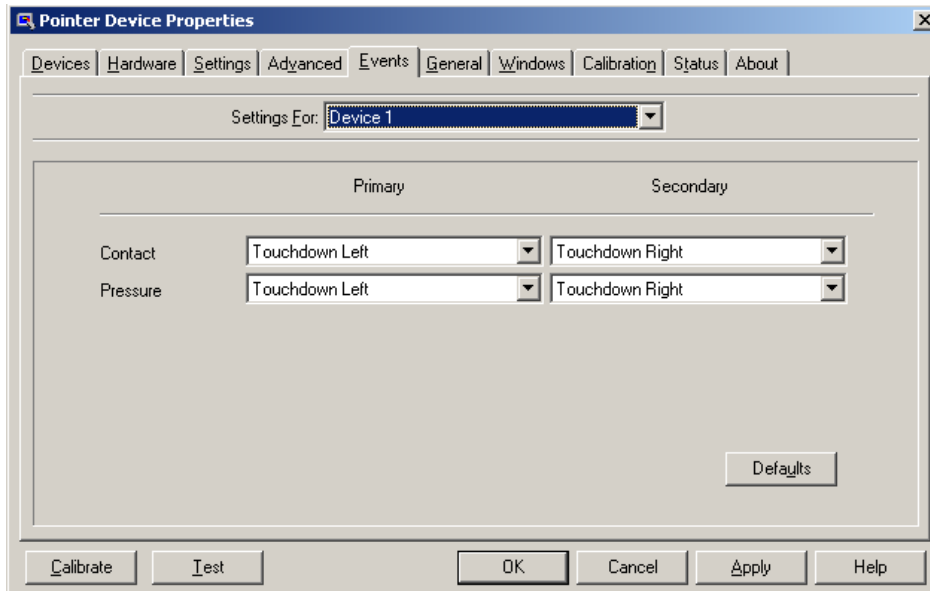 Pointer Device Properties
Devices Hardware Settings Advanced Events General Windows Calibration Status About
Settings For: Device 1
Primary Secondary
Contact Touchdown Left Touchdown Right
Pressure Touchdown Left Touchdown Right
Defaults
Calibrate Test OK Cancel Apply Help